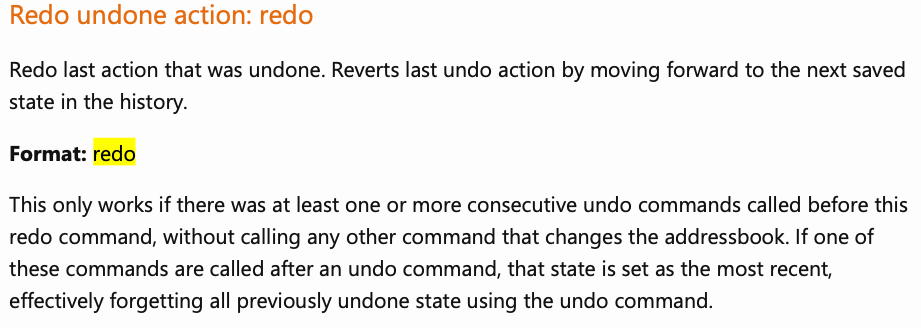 Redo undone action: redo
Redo last action that was undone. Reverts last undo action by moving forward to the next saved
state in the history.
Format: redo
This only works if there was at least one or more consecutive undo commands called before this
redo command, without calling any other command that changes the addressbook. If one of
these commands are called after an undo command, that state is set as the most recent,
effectively forgetting all previously undone state using the undo command.